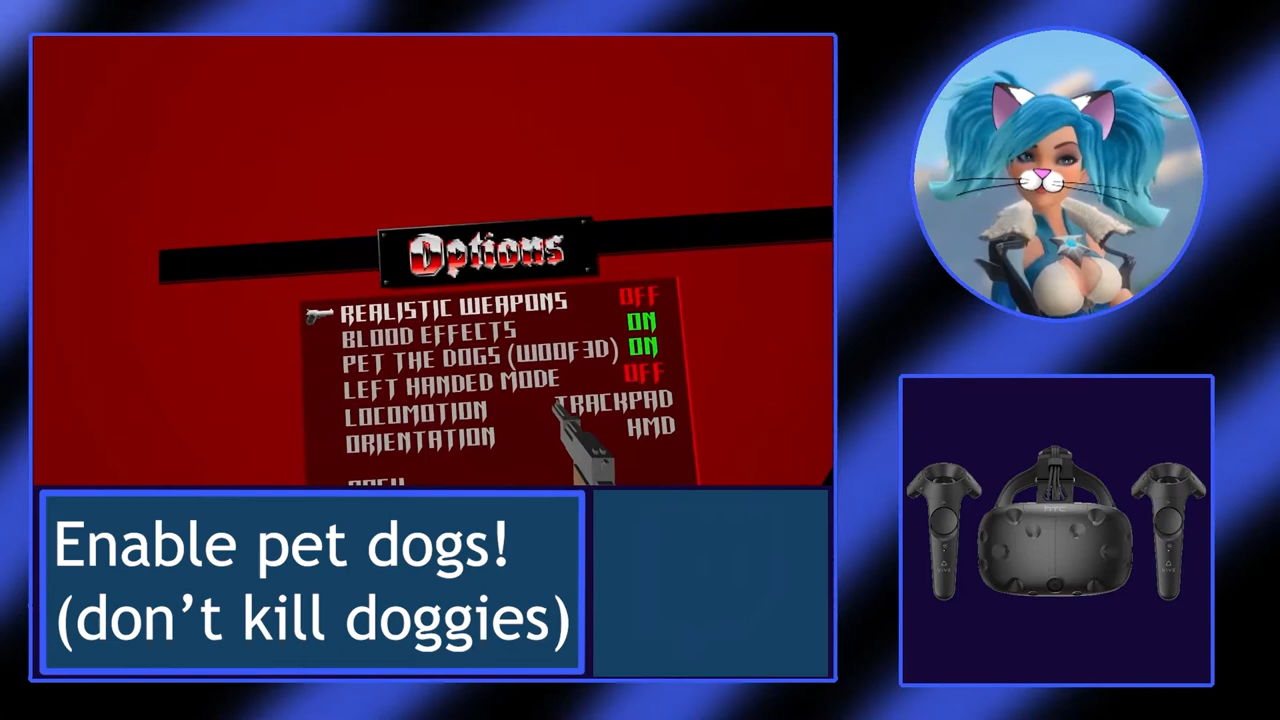 Options
REALISTIC WEAPONS OFF
BLOOD EFFECTS ON
PET THE DOGS (WOOF3D) ON
LEFT HANDED MODE OFF
LOCOMOTION TRACKPAD
ORIENTATION HMD
Enable pet dogs!
(don't kill doggies)
HTC